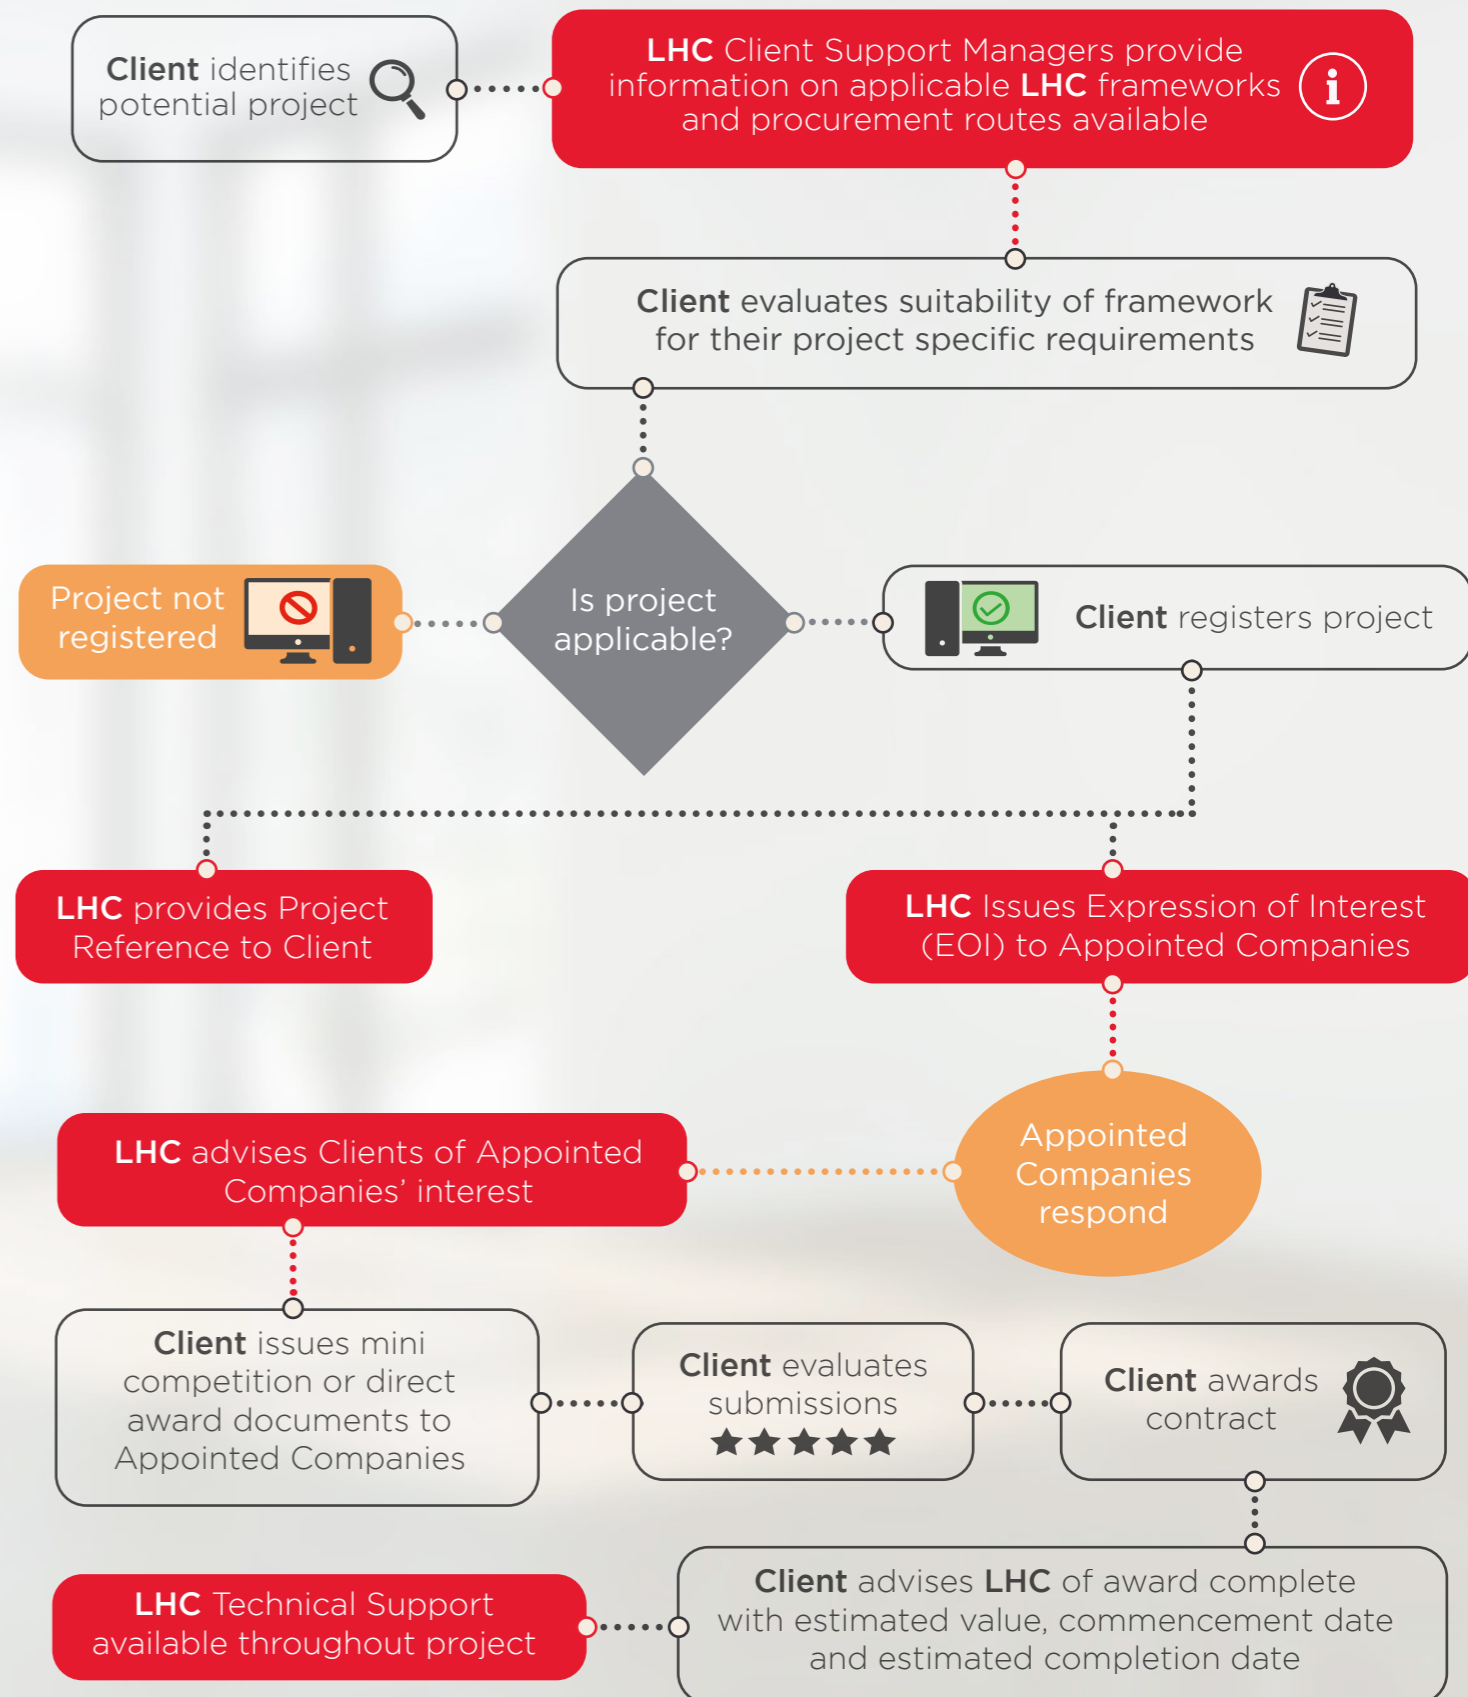 Client identifies
potential project
LHC Client Support Managers provide
information on applicable LHC frameworks
and procurement routes available
Client evaluates suitability of framework
for their project specific requirements
Project not
registered
Is project
applicable?
Client registers project
LHC provides Project
Reference to Client
LHC Issues Expression of Interest
(EOI) to Appointed Companies
LHC advises Clients of Appointed
Companies’ interest
Appointed
Companies
respond
Client issues mini
competition or direct
award documents to
Appointed Companies
Client evaluates
submissions
Client awards
contract
LHC Technical Support
available throughout project
Client advises LHC of award complete
with estimated value, commencement date
and estimated completion date